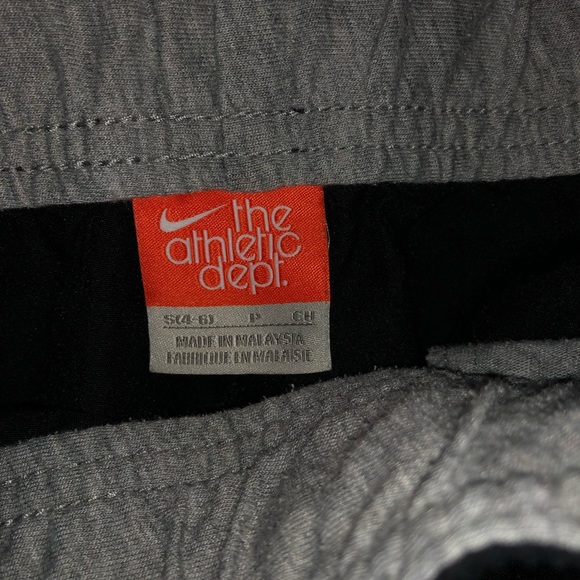 the
athletic
dept.
S(4-6) P CH
MADE IN MALAYSIA
FABRIQUE EN MALAISIE